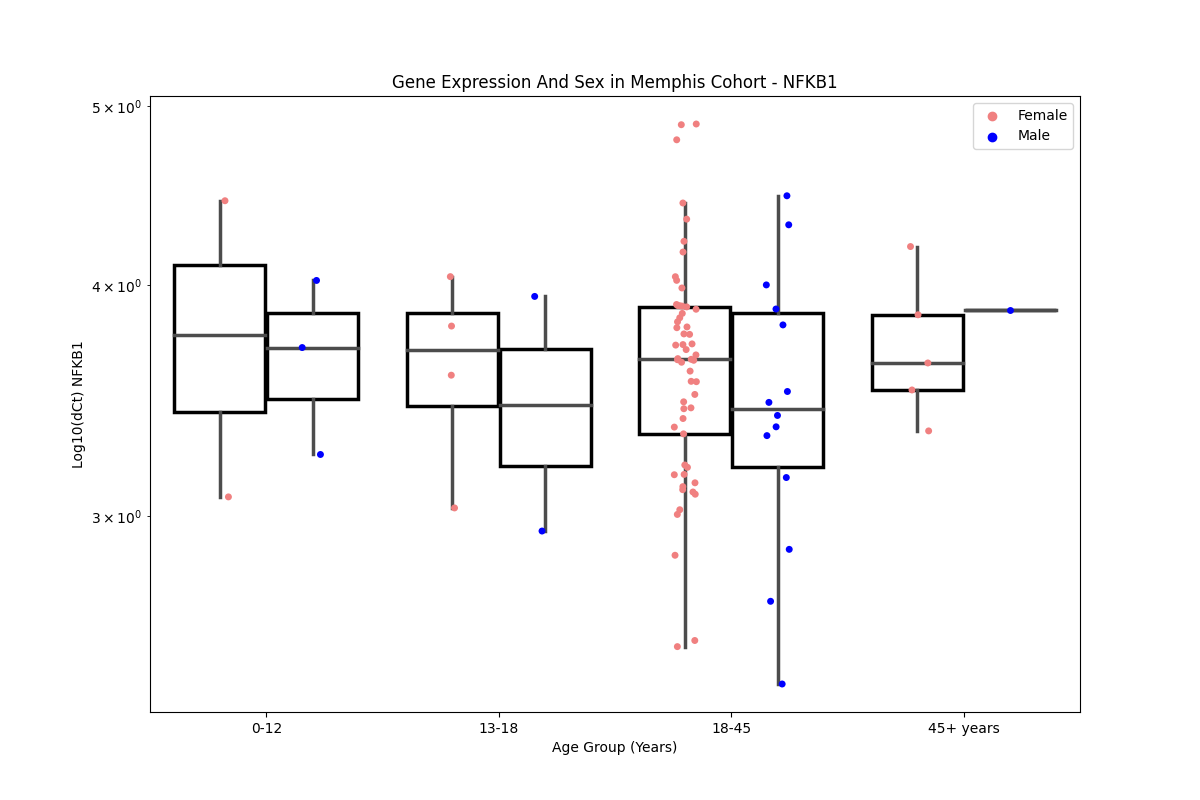 Gene Expression And Sex in Memphis Cohort - NFKB1
Female
Male
5 × 10⁰
4 × 10⁰
3 × 10⁰
Log10(dCt) NFKB1
0-12
13-18
18-45
45+ years
Age Group (Years)